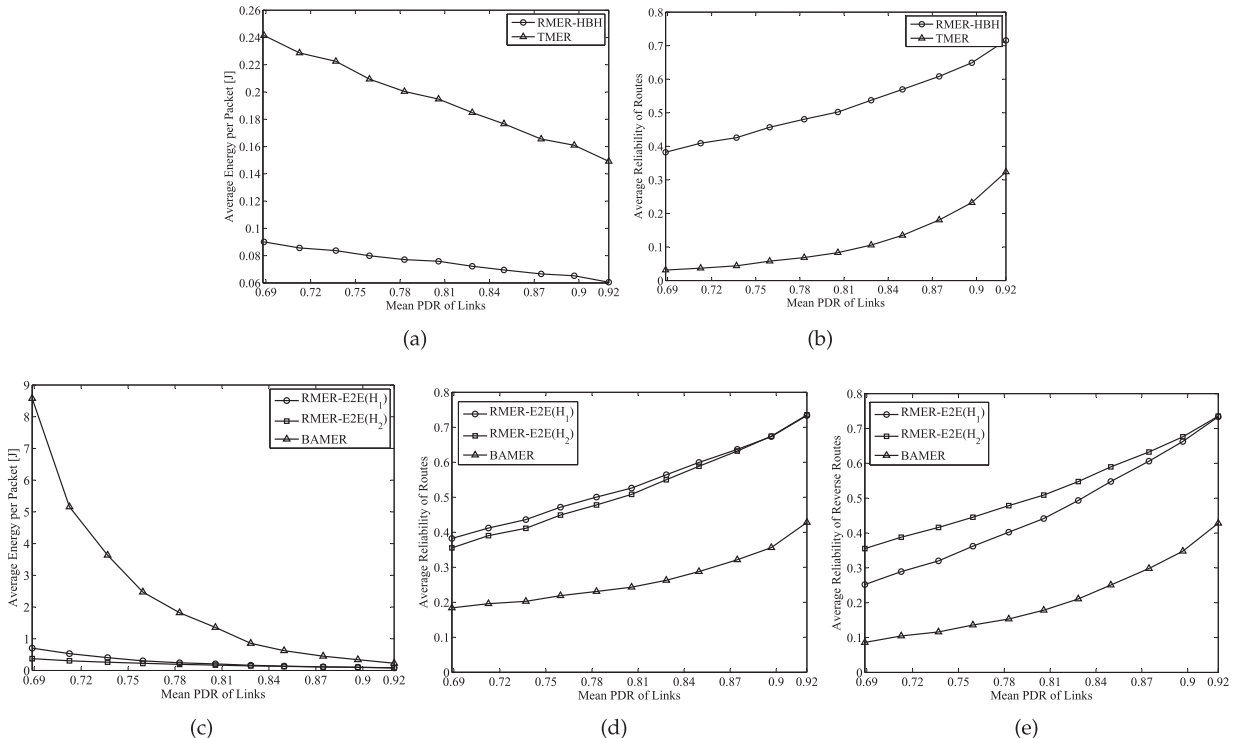 0.26
0.24
0.22
0.2
0.18
0.16
0.14
0.12
0.1
0.08
0.06
Average Energy per Packet [J]
RMER-HBH
TMER
0.69 0.72 0.75 0.78 0.81 0.84 0.87 0.9 0.92
Mean PDR of Links
(a)
0.8
0.7
0.6
0.5
0.4
0.3
0.2
0.1
0
Average Reliability of Routes
RMER-HBH
TMER
0.69 0.72 0.75 0.78 0.81 0.84 0.87 0.9 0.92
Mean PDR of Links
(b)
9
8
7
6
5
4
3
2
1
0
Average Energy per Packet [J]
RMER-E2E(H₁)
RMER-E2E(H₂)
BAMER
0.69 0.72 0.75 0.78 0.81 0.84 0.87 0.9 0.92
Mean PDR of Links
(c)
0.8
0.7
0.6
0.5
0.4
0.3
0.2
0.1
0
Average Reliability of Routes
RMER-E2E(H₁)
RMER-E2E(H₂)
BAMER
0.69 0.72 0.75 0.78 0.81 0.84 0.87 0.9 0.92
Mean PDR of Links
(d)
0.8
0.7
0.6
0.5
0.4
0.3
0.2
0.1
0
Average Reliability of Reverse Routes
RMER-E2E(H₁)
RMER-E2E(H₂)
BAMER
0.69 0.72 0.75 0.78 0.81 0.84 0.87 0.9 0.92
Mean PDR of Links
(e)